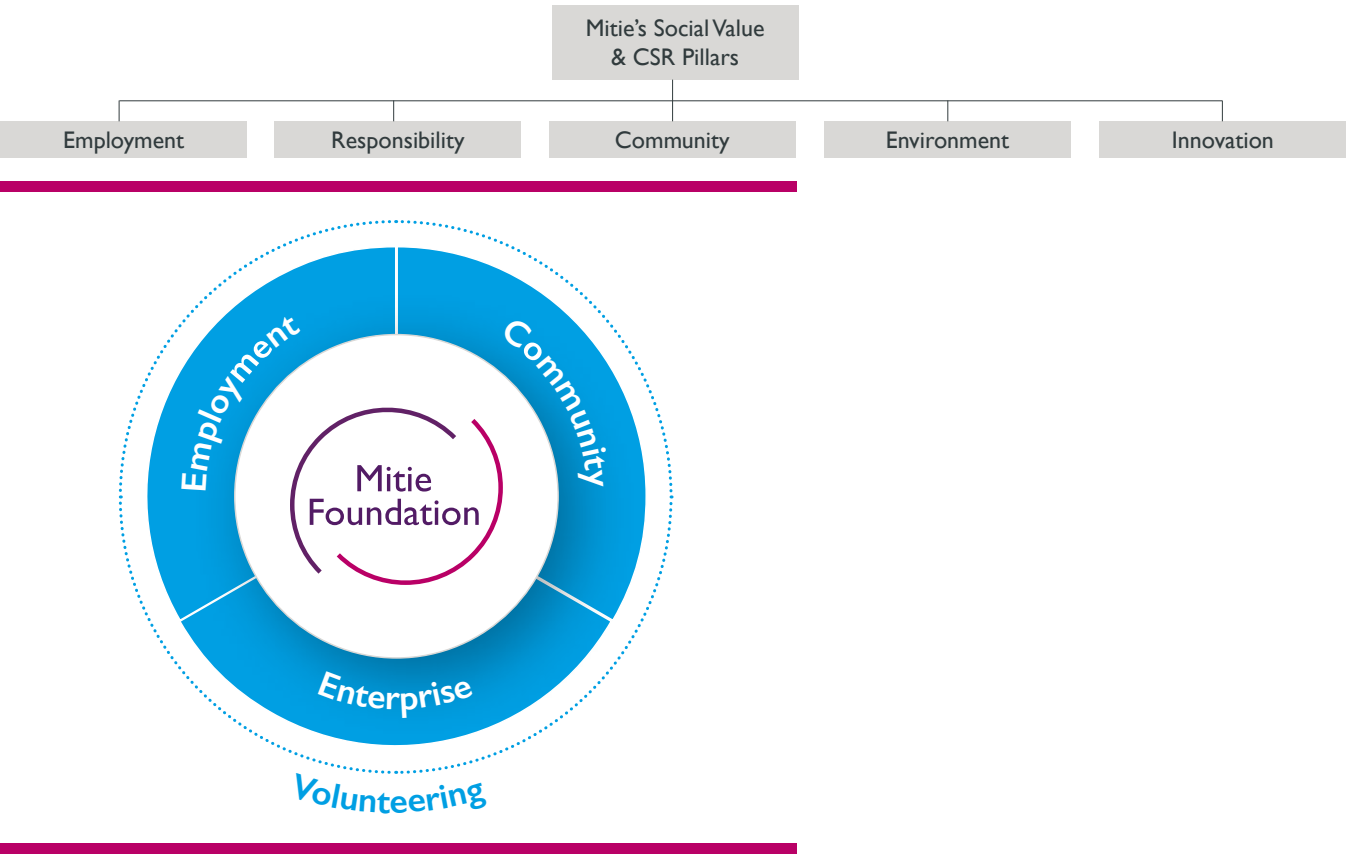 Mitie’s Social Value
& CSR Pillars
Employment
Responsibility
Community
Environment
Innovation
Employment
Community
Mitie
Foundation
Enterprise
Volunteering